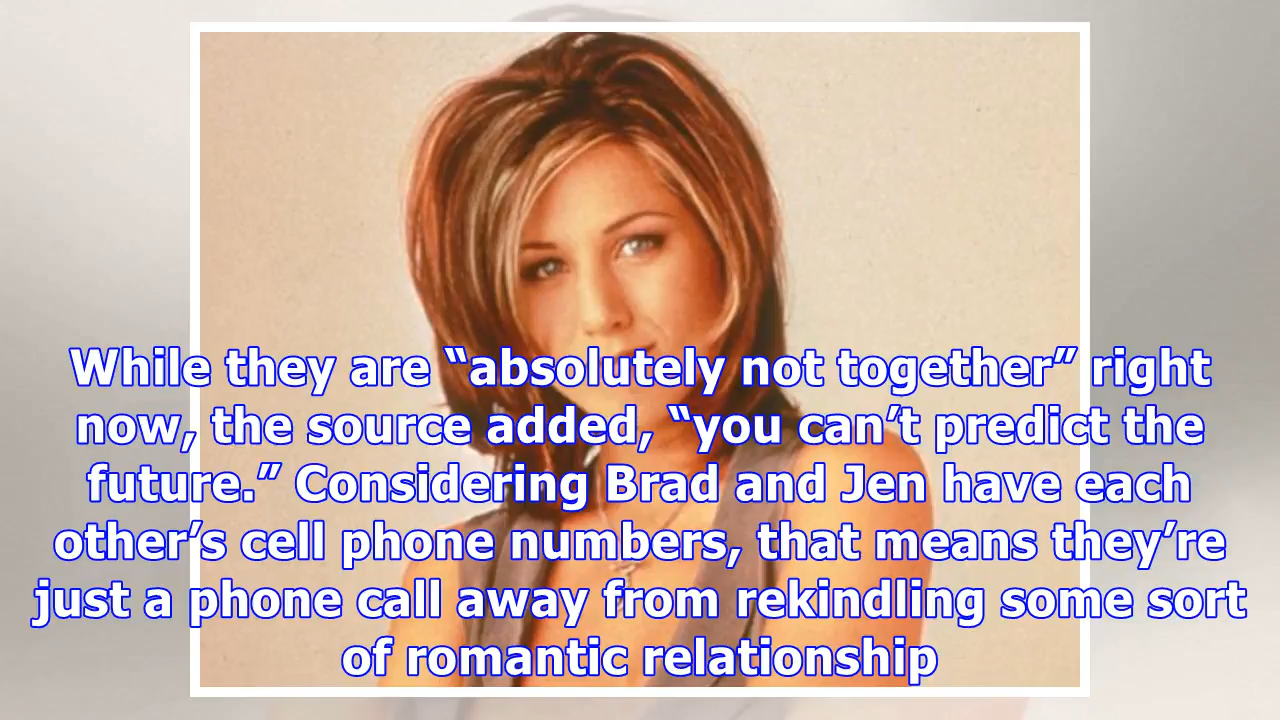 While they are “absolutely not together” right
now, the source added, “you can’t predict the
future.” Considering Brad and Jen have each
other’s cell phone numbers, that means they’re
just a phone call away from rekindling some sort
of romantic relationship